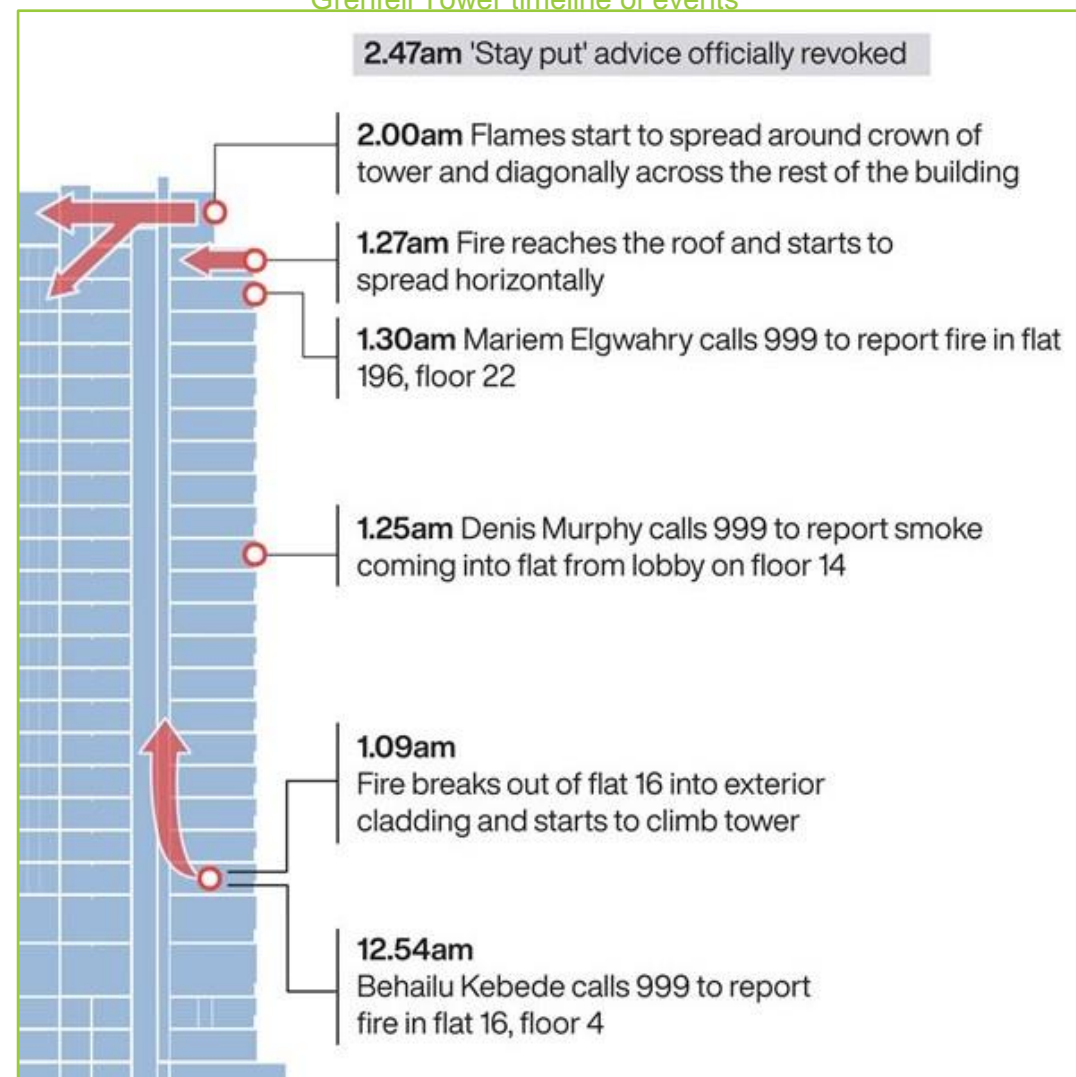 Grenfell Tower timeline of events
2.47am 'Stay put' advice officially revoked
2.00am Flames start to spread around crown of
tower and diagonally across the rest of the building
1.27am Fire reaches the roof and starts to
spread horizontally
1.30am Mariem Elgwahry calls 999 to report fire in flat
196, floor 22
1.25am Denis Murphy calls 999 to report smoke
coming into flat from lobby on floor 14
1.09am
Fire breaks out of flat 16 into exterior
cladding and starts to climb tower
12.54am
Behailu Kebede calls 999 to report
fire in flat 16, floor 4